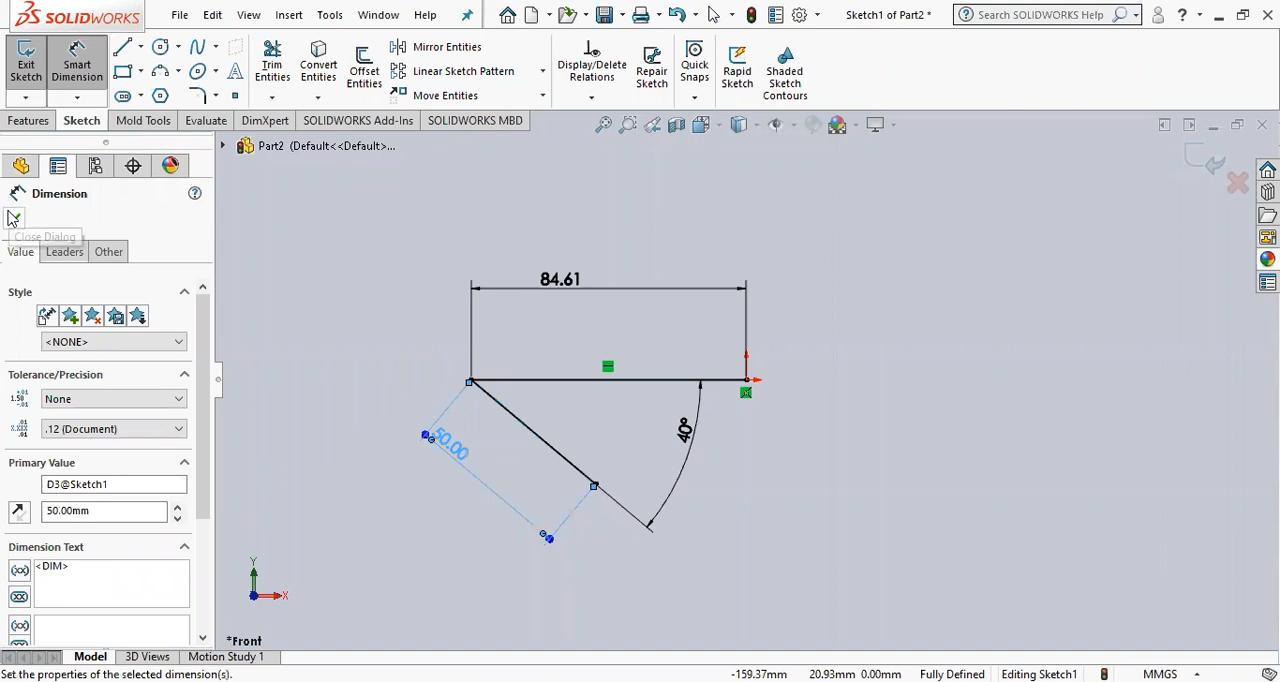 SOLIDWORKS File Edit View Insert Tools Window Help Sketch1 of Part2 * Search SOLIDWORKS Help ?
Exit Sketch
Smart Dimension
Trim Entities
Convert Entities
Offset Entities
Mirror Entities
Linear Sketch Pattern
Move Entities
Display/Delete Relations
Repair Sketch
Quick Snaps
Rapid Sketch
Shaded Sketch Contours
Features Sketch Mold Tools Evaluate DimXpert SOLIDWORKS Add-Ins SOLIDWORKS MBD
Part2 (Default<<Default>...
Dimension
Close Dialog
Value Leaders Other
Style
<NONE>
Tolerance/Precision
None
.12 (Document)
Primary Value
D3@Sketch1
50.00mm
Dimension Text
<DIM>
84.61
40°
50.00
Y
X
*Front
Model 3D Views Motion Study 1
Set the properties of the selected dimension(s). -159.37mm 20.93mm 0.00mm Fully Defined Editing Sketch1 MMGS